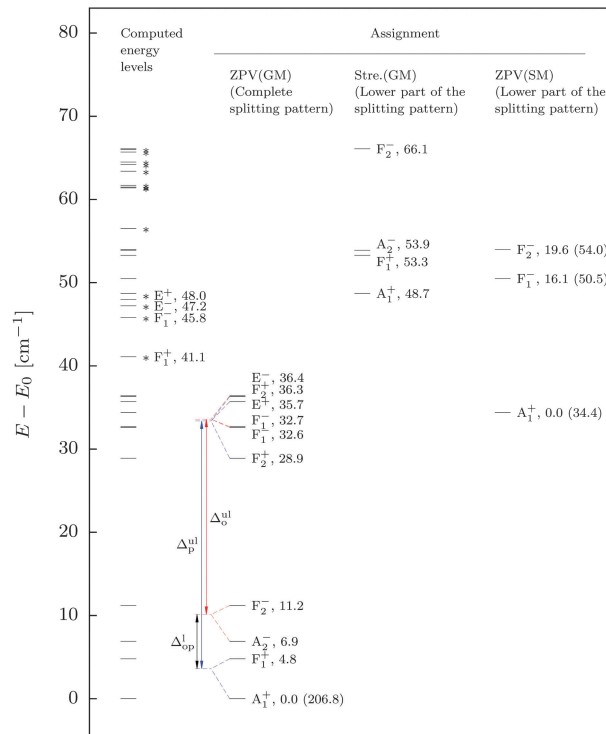 Computed
energy
levels
Assignment
ZPV(GM)
(Complete
splitting pattern)
Stre.(GM)
(Lower part of the
splitting pattern)
ZPV(SM)
(Lower part of the
splitting pattern)
E − E₀ [cm⁻¹]
80
70
60
50
40
30
20
10
0
*
*
*
*
*
*
*
*
* E⁺, 48.0
* E⁻, 47.2
* F₁⁻, 45.8
* F₁⁺, 41.1
E⁻, 36.4
F₂⁺, 36.3
E⁺, 35.7
F₁⁻, 32.7
F₁⁻, 32.6
F₂⁺, 28.9
F₂⁻, 11.2
A₂⁻, 6.9
F₁⁺, 4.8
A₁⁺, 0.0 (206.8)
Δₚᵘˡ
Δₒᵘˡ
Δₒₚˡ
F₂⁻, 66.1
A₂⁻, 53.9
F₁⁺, 53.3
A₁⁺, 48.7
F₂⁻, 19.6 (54.0)
F₁⁻, 16.1 (50.5)
A₁⁺, 0.0 (34.4)